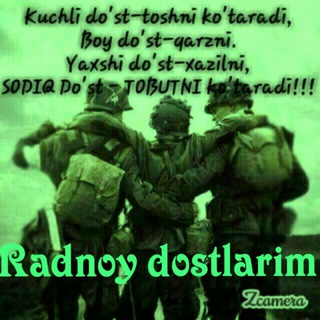 Kuchli do'st-toshni ko'taradi,
Boy do'st-qarzni.
Yaxshi do'st-xazilni,
SODIQ Do'st - TOBUTNI ko'taradi!!!
Radnoy dostlarim
Zcamera